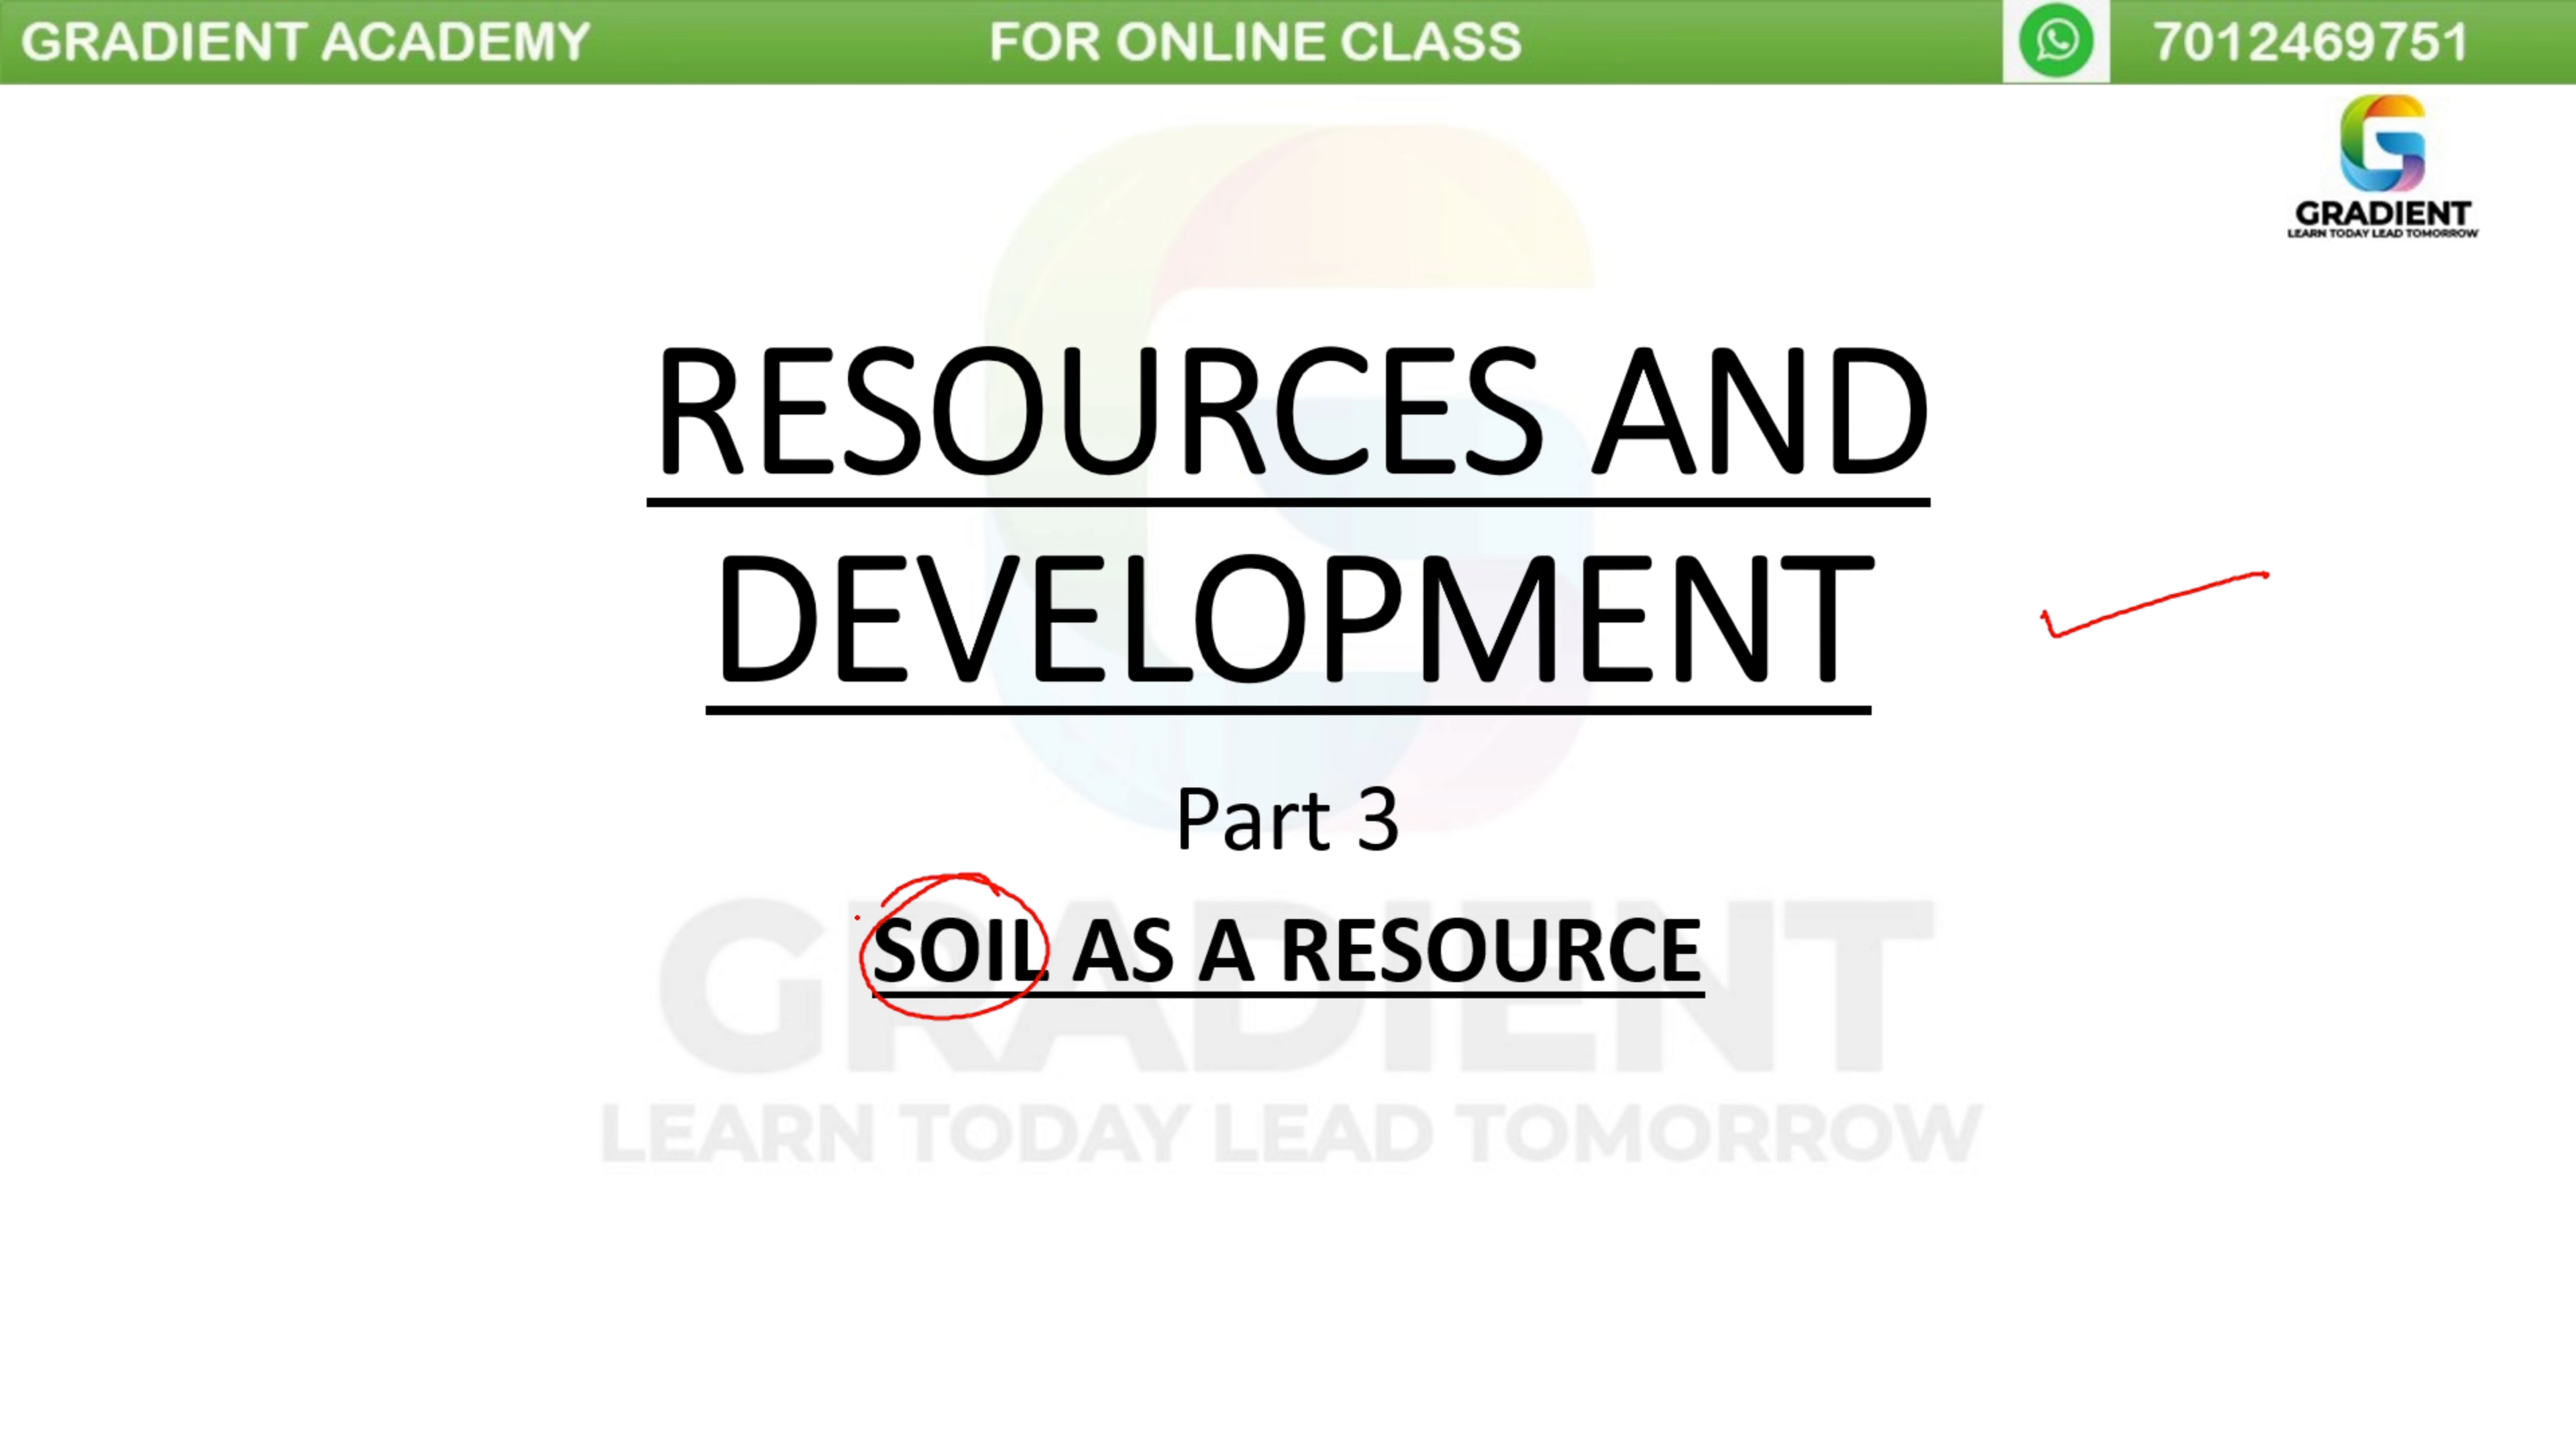 GRADIENT ACADEMY FOR ONLINE CLASS 7012469751
GRADIENT
LEARN TODAY LEAD TOMORROW
RESOURCES AND
DEVELOPMENT
Part 3
SOIL AS A RESOURCE
GRADIENT
LEARN TODAY LEAD TOMORROW